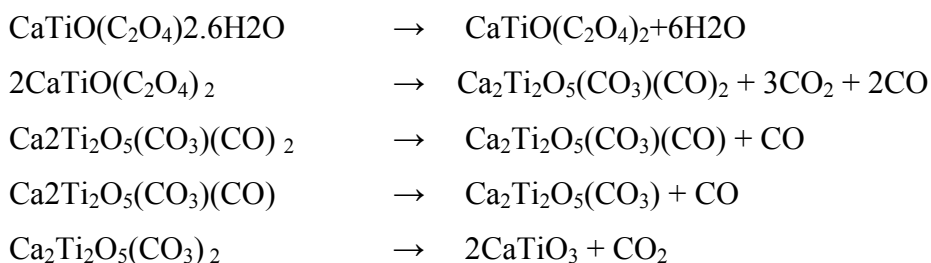 CaTiO(C₂O₄)2.6H2O → CaTiO(C₂O₄)₂+6H2O
2CaTiO(C₂O₄) ₂ → Ca₂Ti₂O₅(CO₃)(CO)₂ + 3CO₂ + 2CO
Ca2Ti₂O₅(CO₃)(CO) ₂ → Ca₂Ti₂O₅(CO₃)(CO) + CO
Ca2Ti₂O₅(CO₃)(CO) → Ca₂Ti₂O₅(CO₃) + CO
Ca₂Ti₂O₅(CO₃) ₂ → 2CaTiO₃ + CO₂